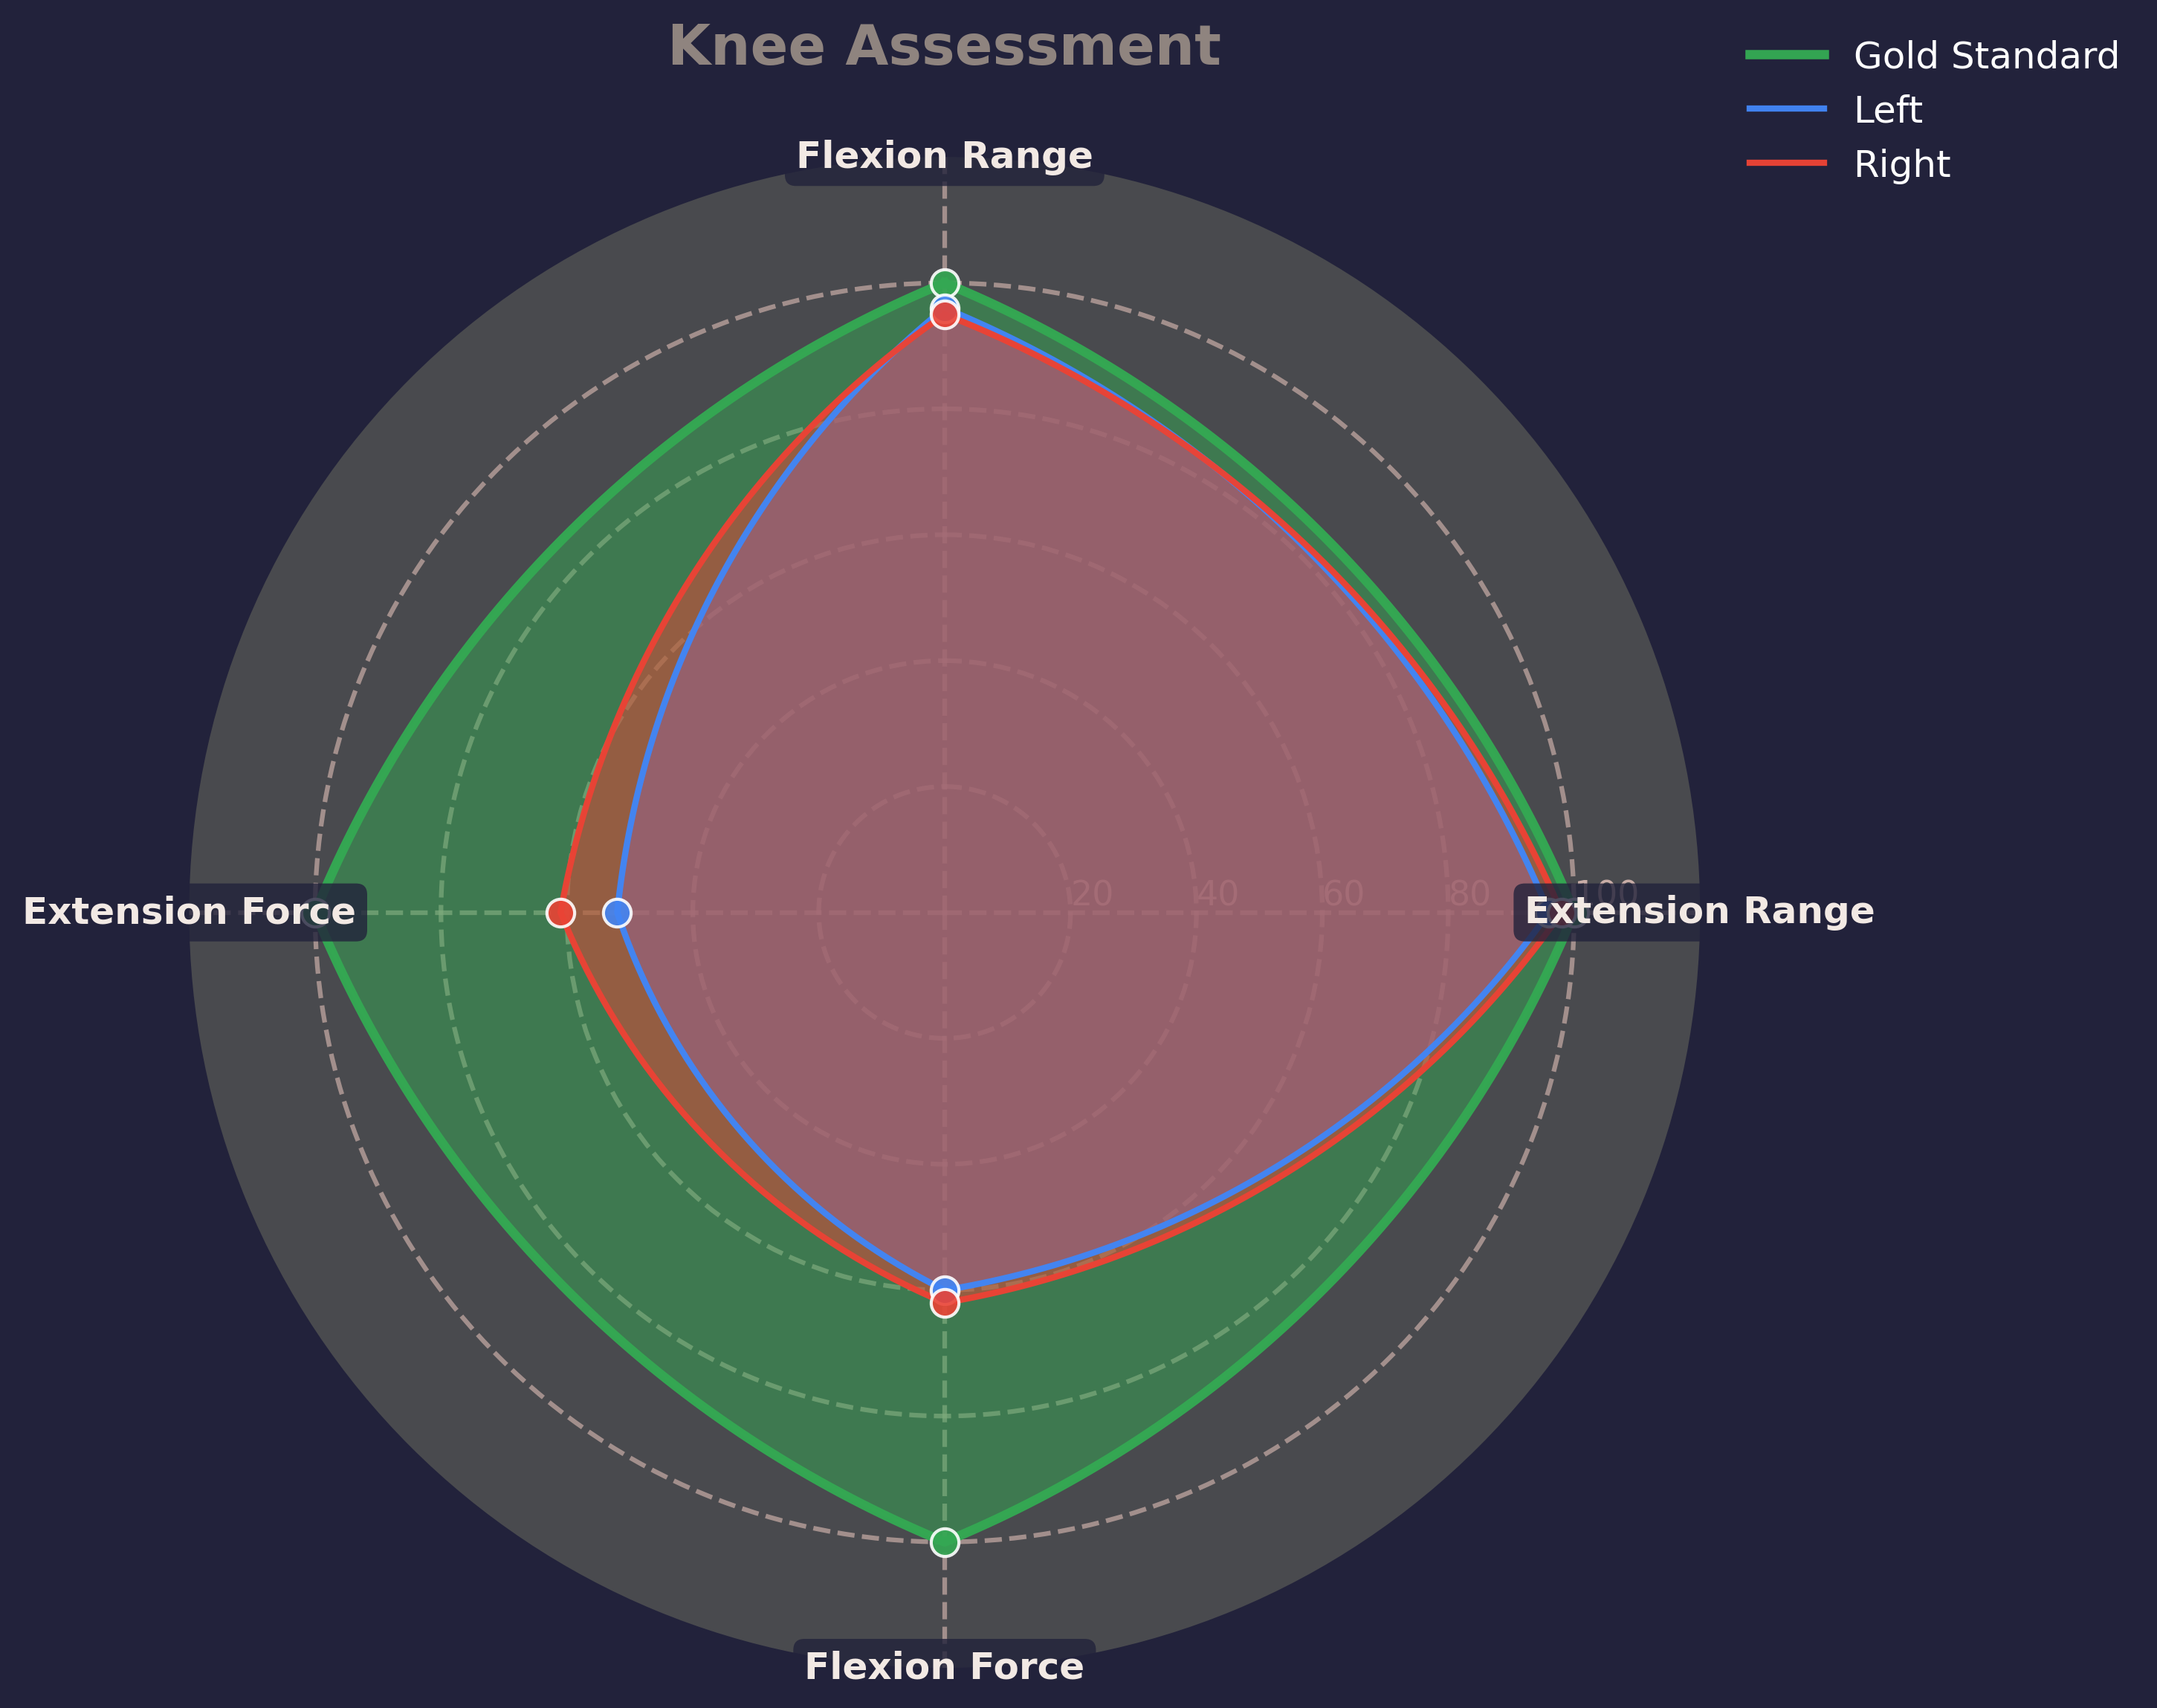 Knee Assessment
Gold Standard
Left
Right
Flexion Range
20
40
60
80
100
Extension Force
Extension Range
Flexion Force